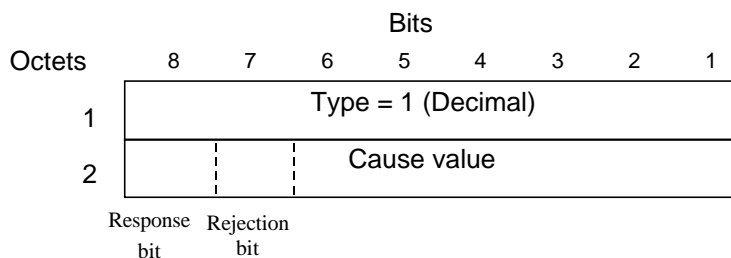 Bits
Octets 8 7 6 5 4 3 2 1
1 Type = 1 (Decimal)
2 Cause value
Response Rejection
bit bit